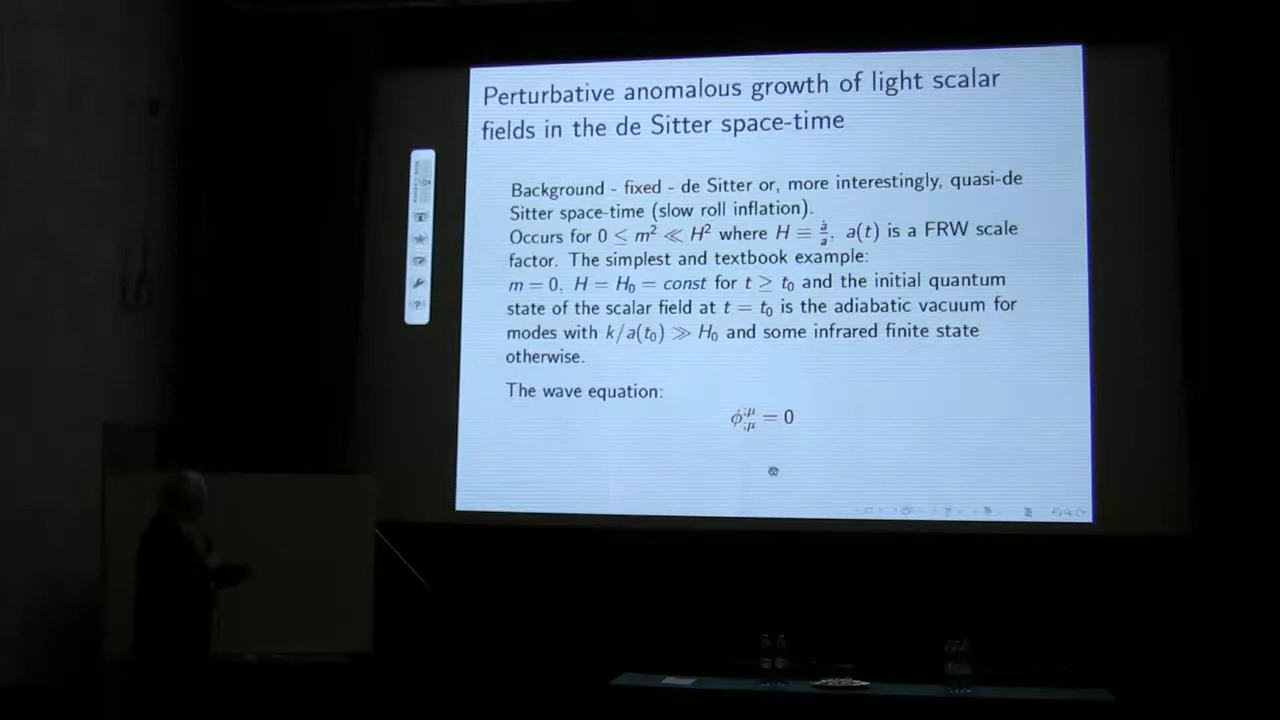 Perturbative anomalous growth of light scalar
fields in the de Sitter space-time
Background - fixed - de Sitter or, more interestingly, quasi-de
Sitter space-time (slow roll inflation).
Occurs for 0 ≤ m² ≪ H² where H ≡ ȧ/a, a(t) is a FRW scale
factor. The simplest and textbook example:
m = 0, H = H₀ = const for t ≥ t₀ and the initial quantum
state of the scalar field at t = t₀ is the adiabatic vacuum for
modes with k/a(t₀) ≫ H₀ and some infrared finite state
otherwise.
The wave equation:
ϕ^{;μ}_{;μ} = 0